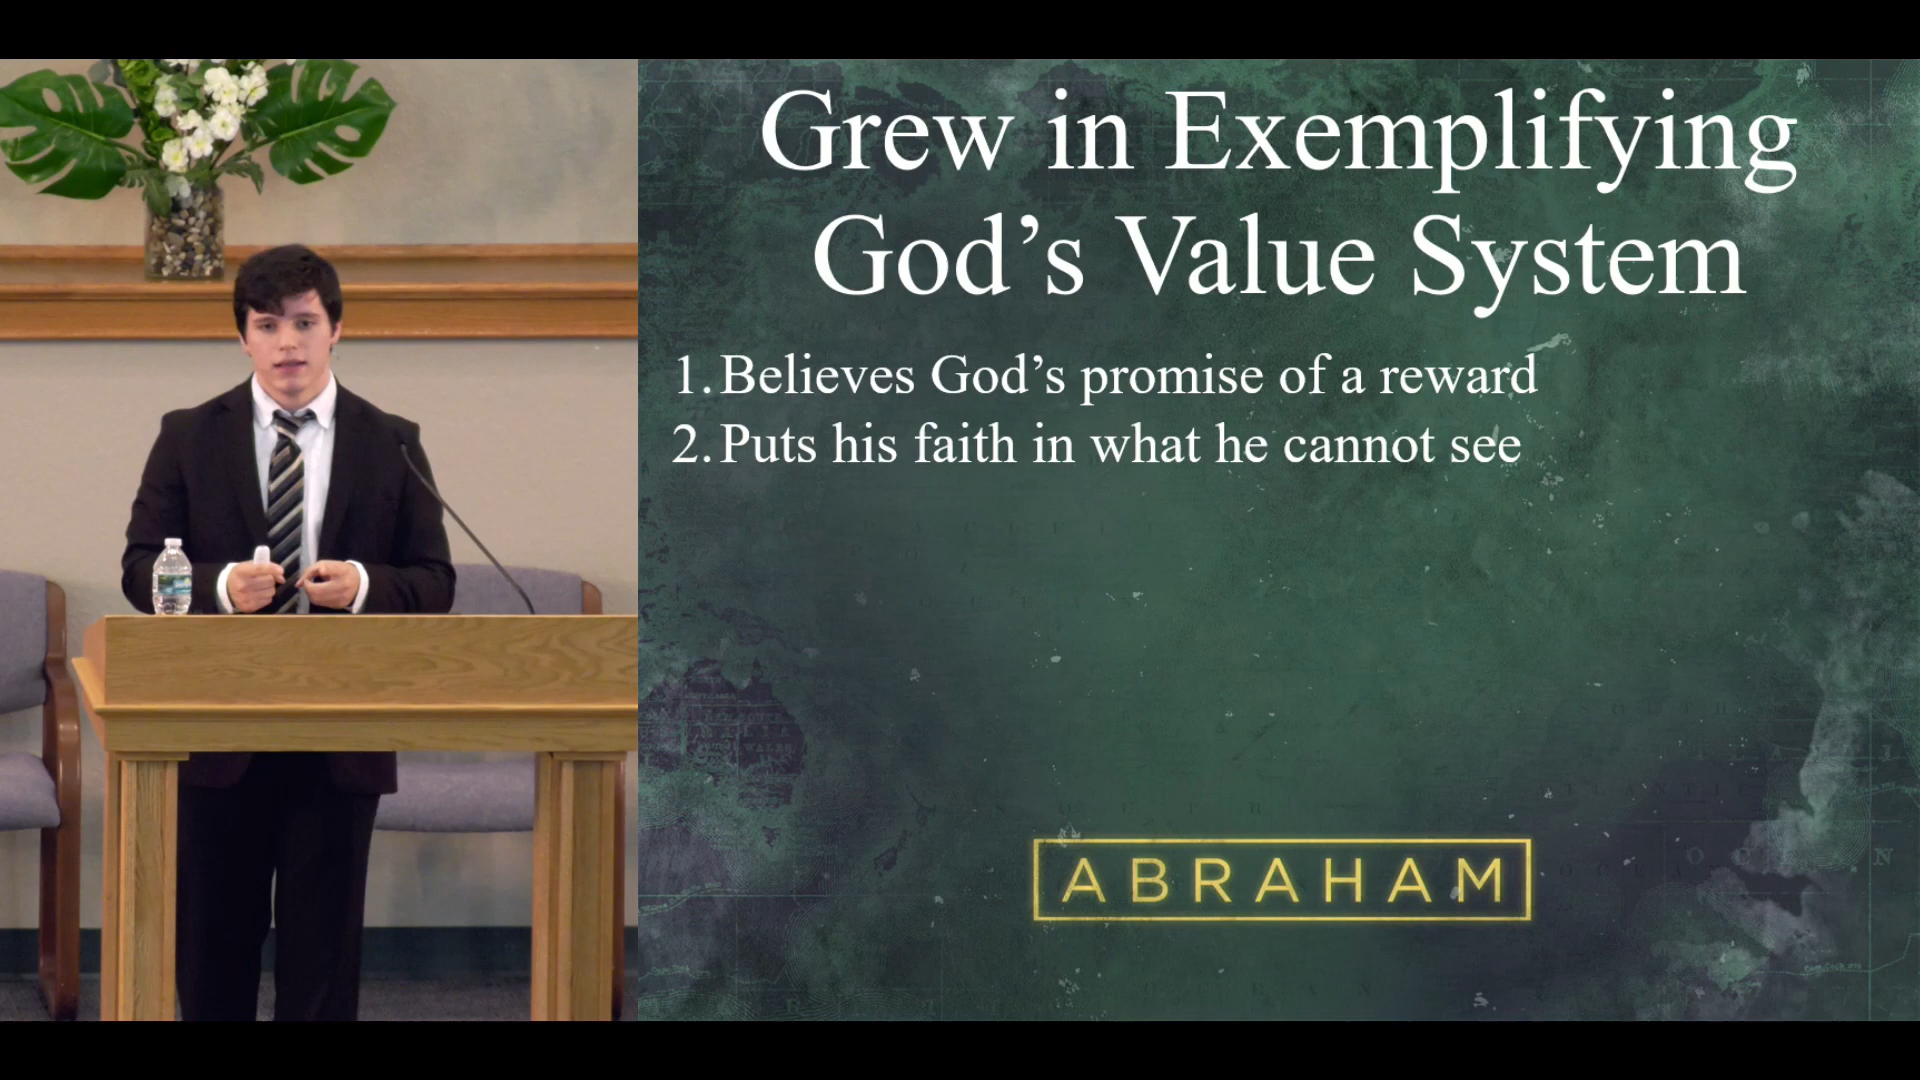 Grew in Exemplifying
God’s Value System
1. Believes God’s promise of a reward
2. Puts his faith in what he cannot see
ABRAHAM